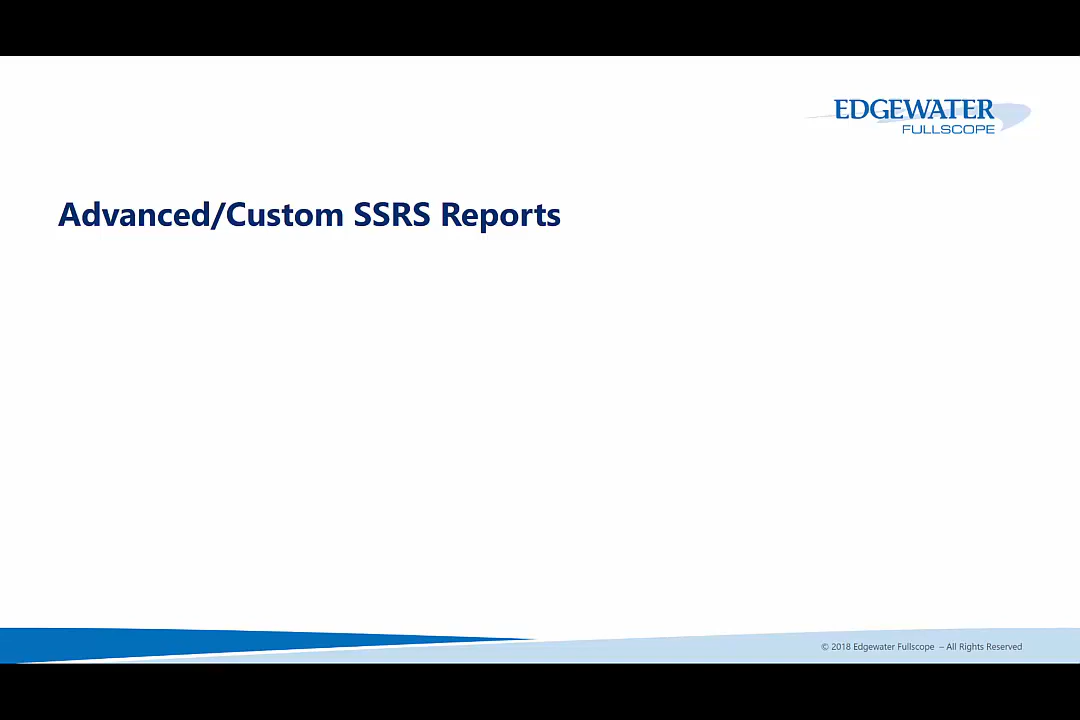 EDGEWATER
FULLSCOPE
Advanced/Custom SSRS Reports
© 2018 Edgewater Fullscope – All Rights Reserved